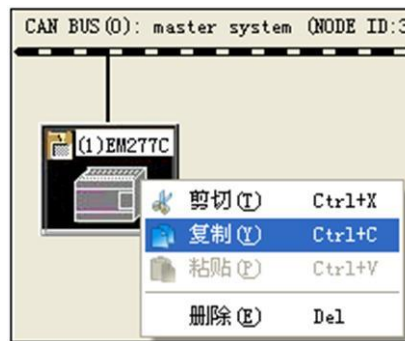 CAN BUS(0): master system (NODE ID:3
(1)EM277C
剪切(T) Ctrl+X
复制(Y) Ctrl+C
粘贴(P) Ctrl+V
删除(E) Del